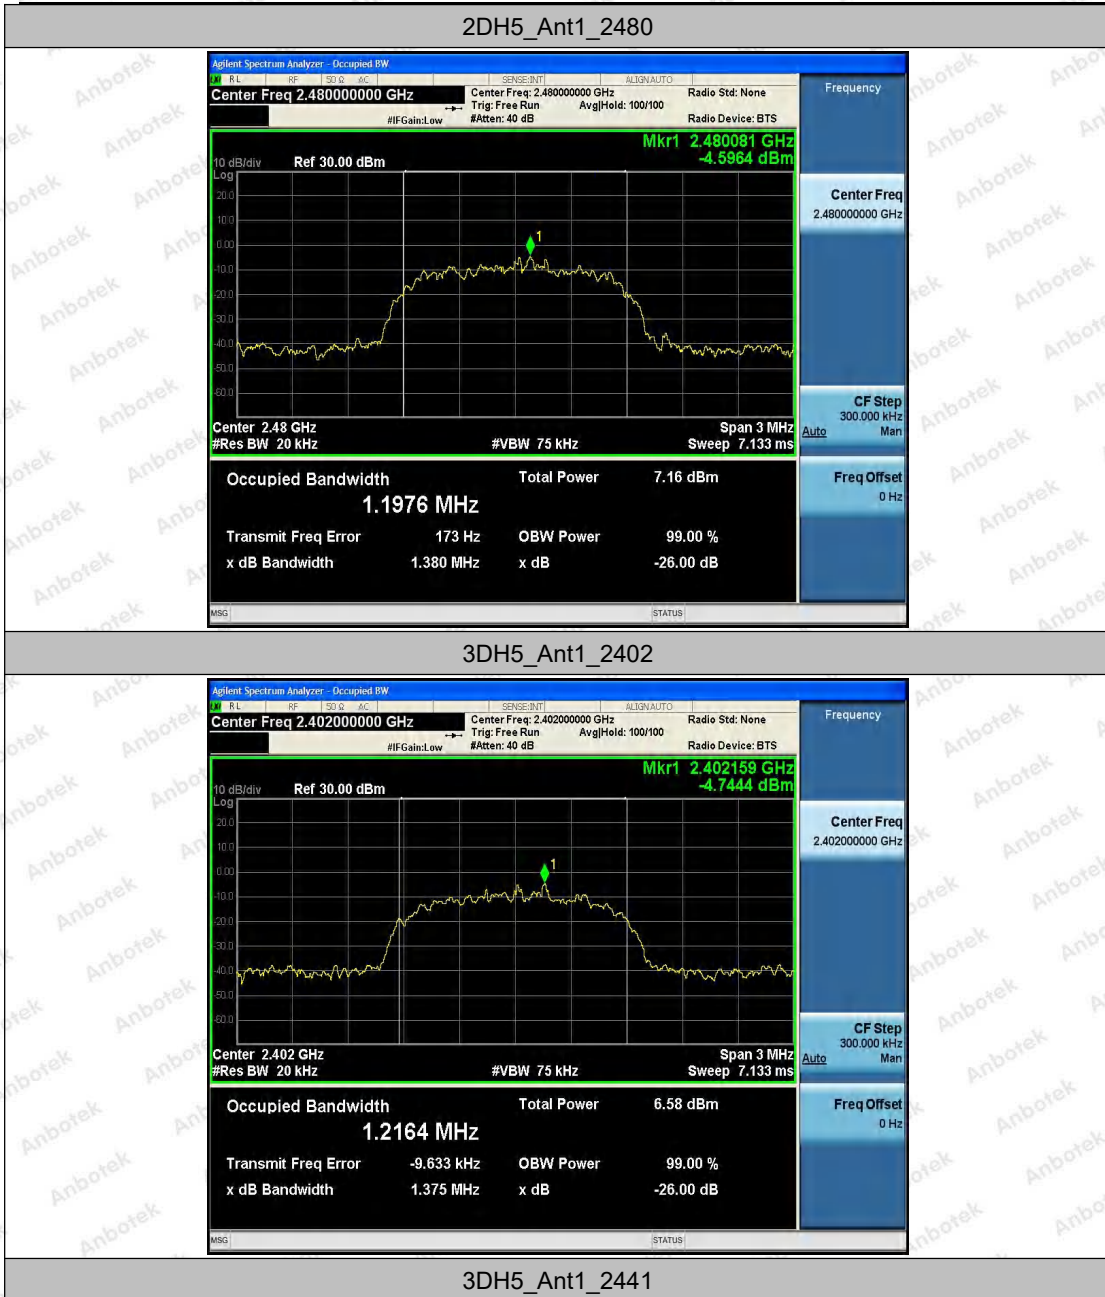 2DH5_Ant1_2480
Agilent Spectrum Analyzer - Occupied BW
RL RF 50 Ω AC SENSE:INT ALIGNAUTO
Center Freq 2.480000000 GHz
Center Freq: 2.480000000 GHz
Radio Std: None
Trig: Free Run Avg|Hold: 100/100
#IFGain:Low #Atten: 40 dB Radio Device: BTS
Mkr1 2.480081 GHz
-4.5964 dBm
10 dB/div Ref 30.00 dBm
Log
20.0
10.0
0.00
-10.0
-20.0
-30.0
-40.0
-50.0
-60.0
1
Center 2.48 GHz Span 3 MHz
#Res BW 20 kHz #VBW 75 kHz Sweep 7.133 ms
Occupied Bandwidth Total Power 7.16 dBm
1.1976 MHz
Transmit Freq Error 173 Hz OBW Power 99.00 %
x dB Bandwidth 1.380 MHz x dB -26.00 dB
MSG STATUS
Frequency
Center Freq
2.480000000 GHz
CF Step
300.000 kHz
Auto Man
Freq Offset
0 Hz
3DH5_Ant1_2402
Agilent Spectrum Analyzer - Occupied BW
RL RF 50 Ω AC SENSE:INT ALIGNAUTO
Center Freq 2.402000000 GHz
Center Freq: 2.402000000 GHz
Radio Std: None
Trig: Free Run Avg|Hold: 100/100
#IFGain:Low #Atten: 40 dB Radio Device: BTS
Mkr1 2.402159 GHz
-4.7444 dBm
10 dB/div Ref 30.00 dBm
Log
20.0
10.0
0.00
-10.0
-20.0
-30.0
-40.0
-50.0
-60.0
1
Center 2.402 GHz Span 3 MHz
#Res BW 20 kHz #VBW 75 kHz Sweep 7.133 ms
Occupied Bandwidth Total Power 6.58 dBm
1.2164 MHz
Transmit Freq Error -9.633 kHz OBW Power 99.00 %
x dB Bandwidth 1.375 MHz x dB -26.00 dB
MSG STATUS
Frequency
Center Freq
2.402000000 GHz
CF Step
300.000 kHz
Auto Man
Freq Offset
0 Hz
3DH5_Ant1_2441